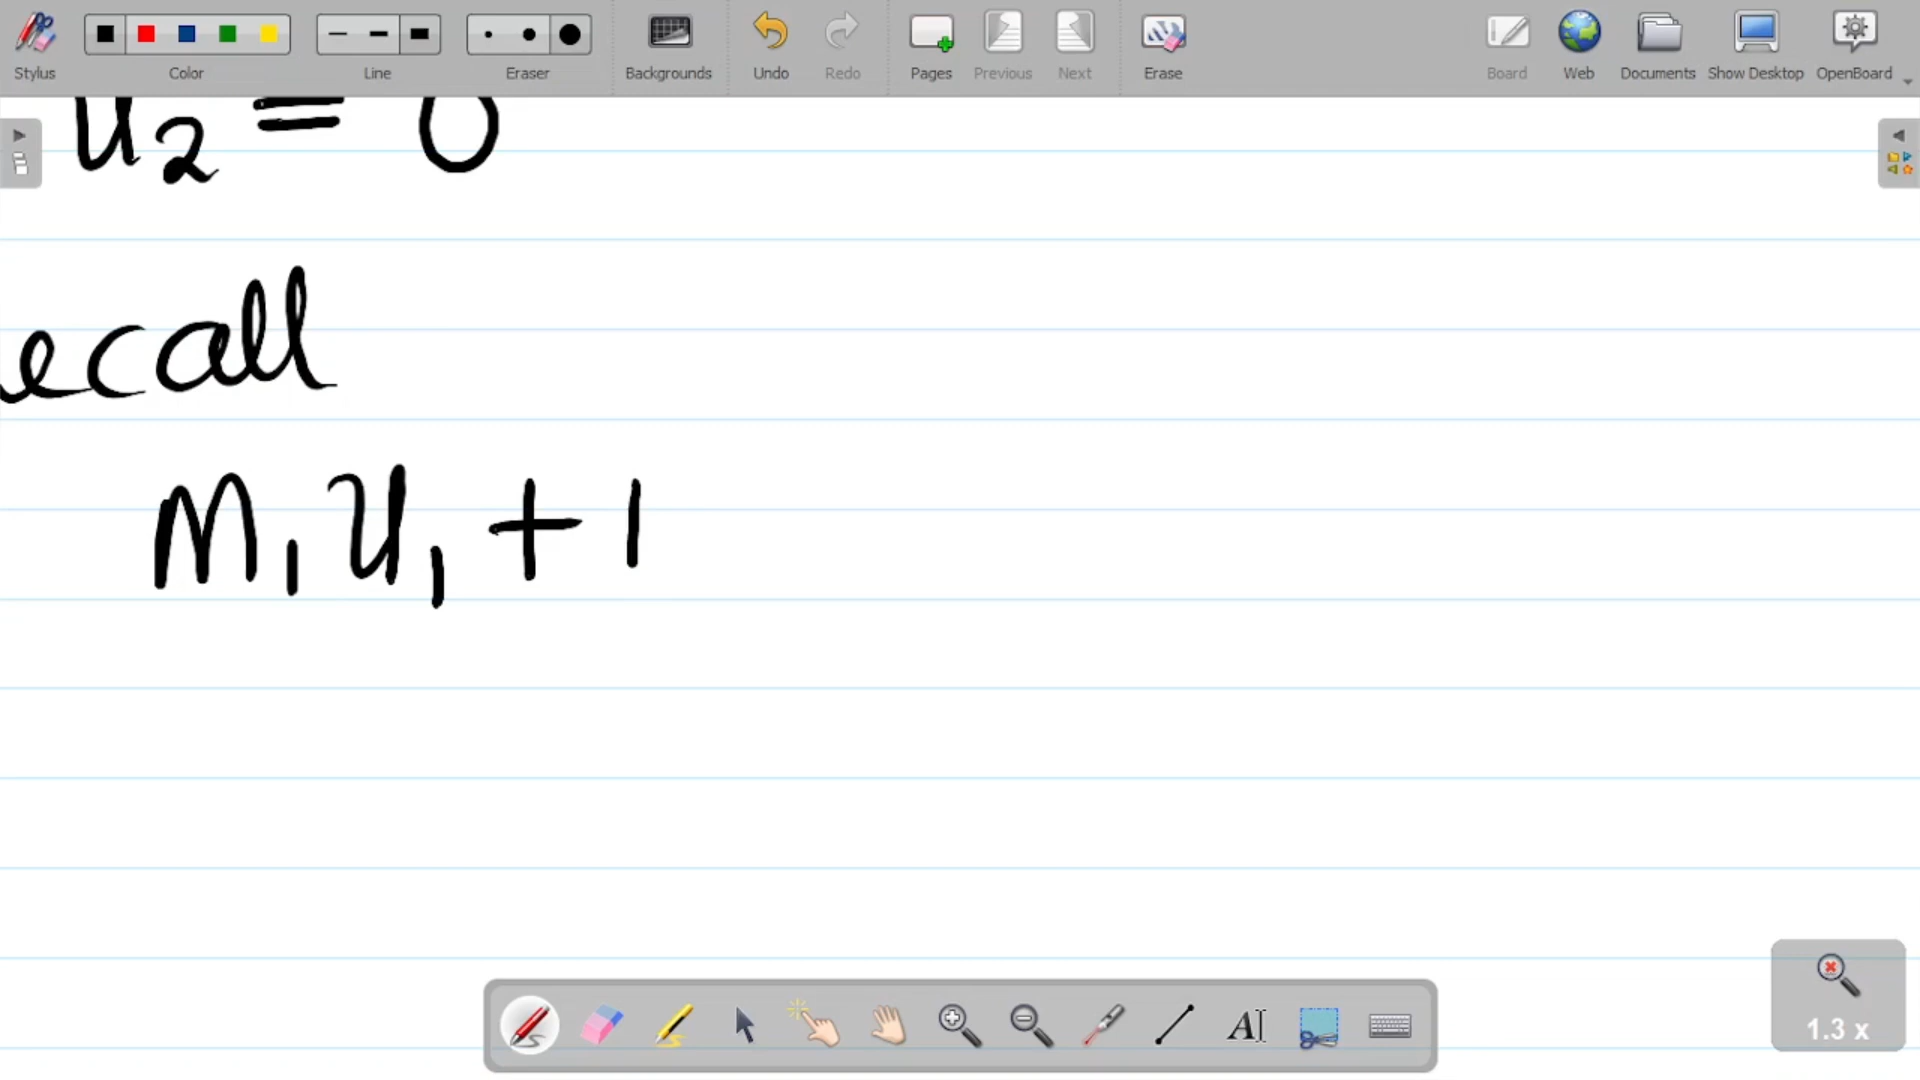 Stylus Color Line Eraser Backgrounds Undo Redo Pages Previous Next Erase Board Web Documents Show Desktop OpenBoard
u₂ = 0
ecall
M₁u₁ + 1
1.3 x